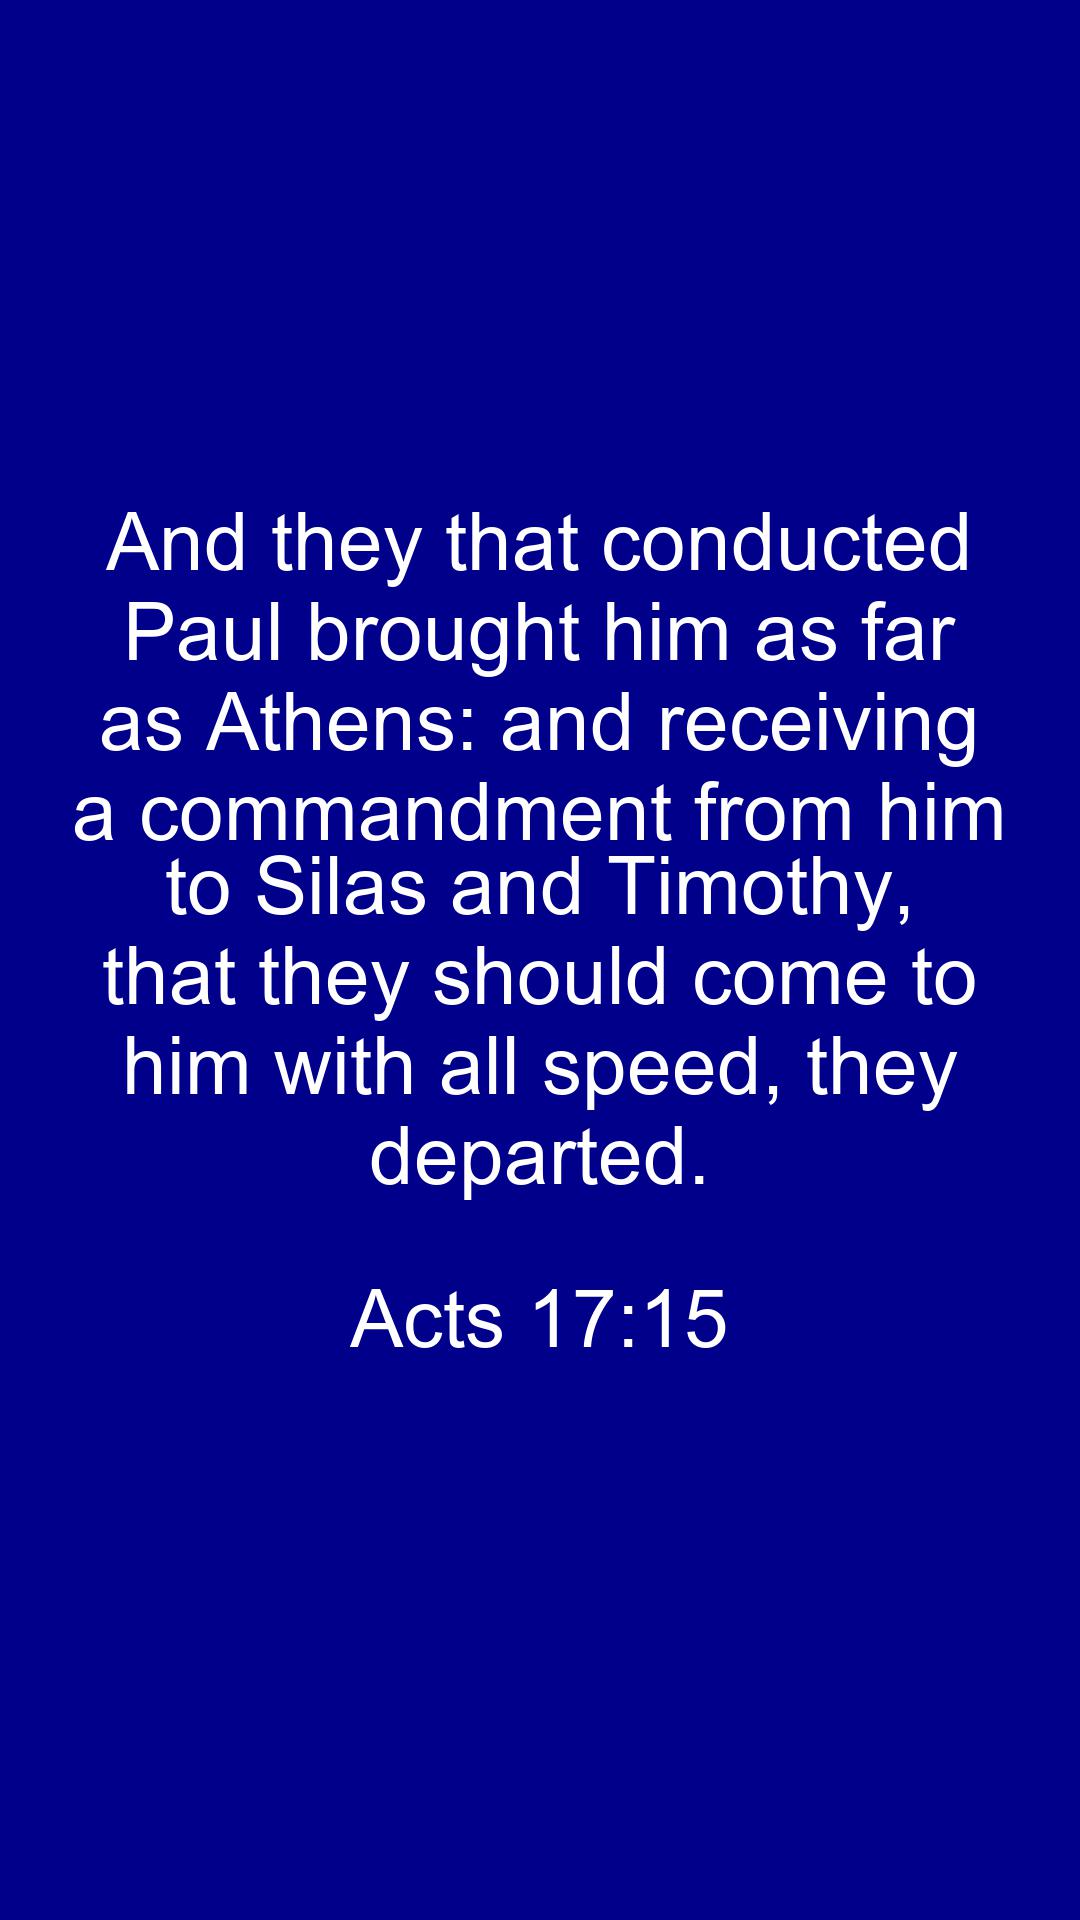 And they that conducted
Paul brought him as far
as Athens: and receiving
a commandment from him
to Silas and Timothy,
that they should come to
him with all speed, they
departed.
Acts 17:15